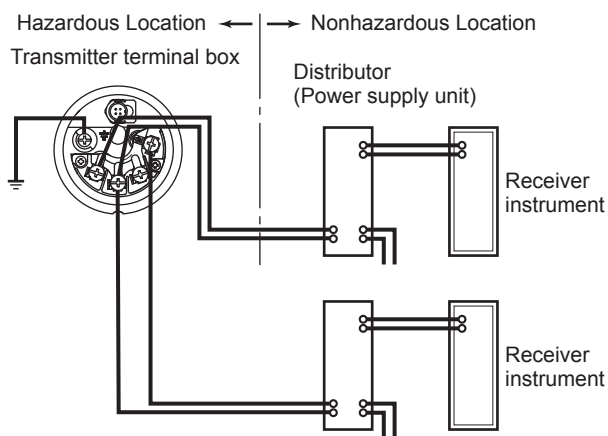 Hazardous Location
Nonhazardous Location
Transmitter terminal box
Distributor
(Power supply unit)
Receiver
instrument
Receiver
instrument